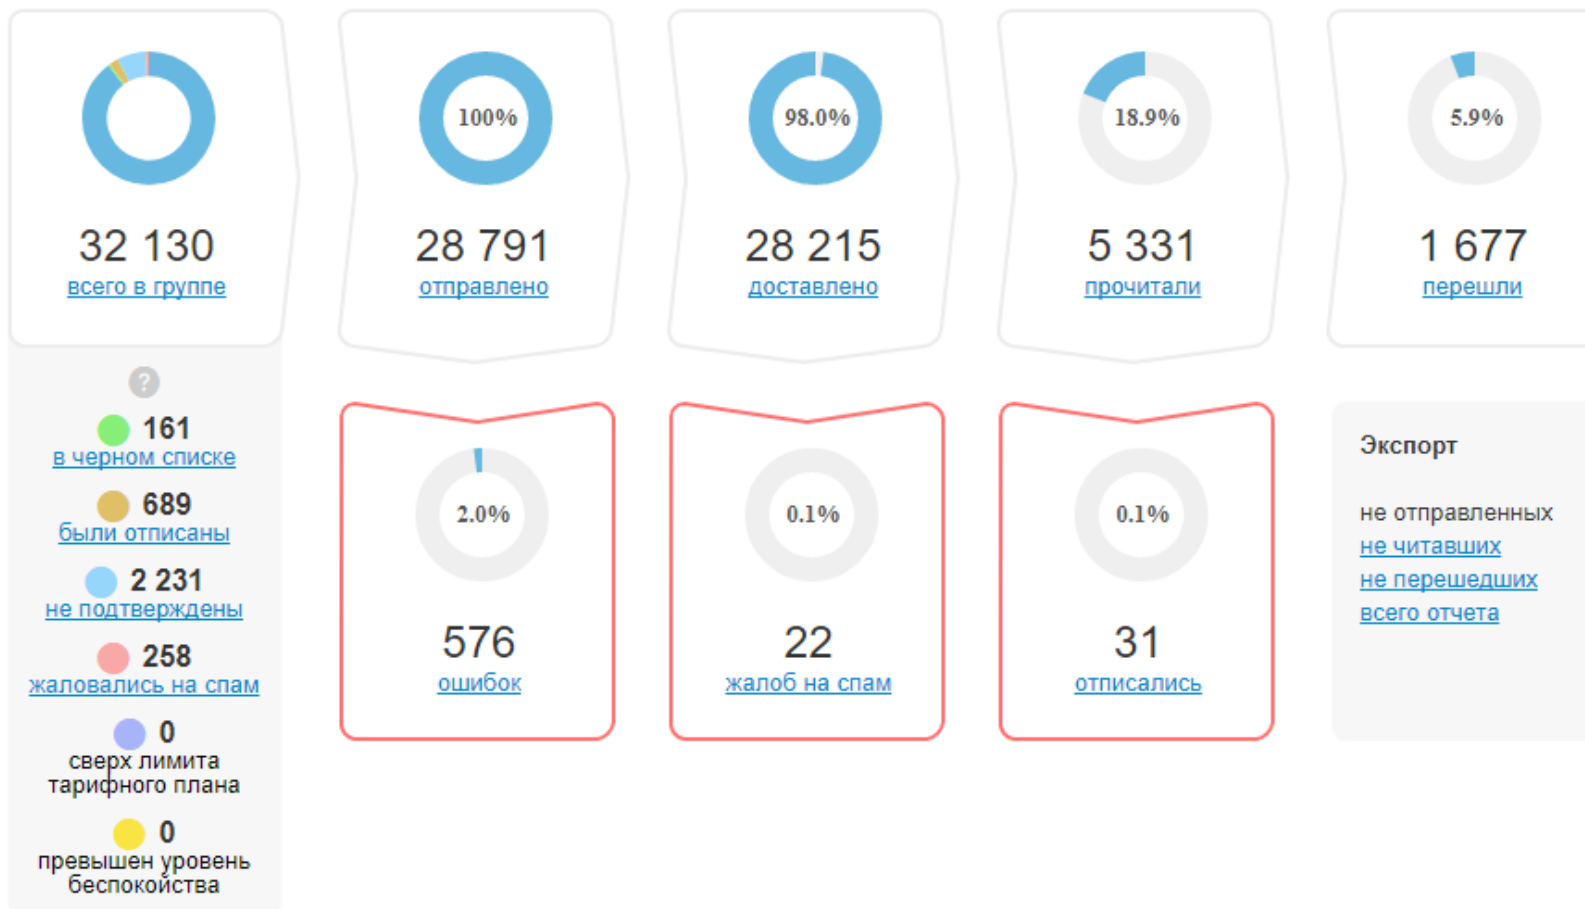 32 130
всего в группе
100%
28 791
отправлено
98.0%
28 215
доставлено
18.9%
5 331
прочитали
5.9%
1 677
перешли
?
161
в черном списке
689
были отписаны
2 231
не подтверждены
258
жаловались на спам
0
сверх лимита
тарифного плана
0
превышен уровень
беспокойства
2.0%
576
ошибок
0.1%
22
жалоб на спам
0.1%
31
отписались
Экспорт
не отправленных
не читавших
не перешедших
всего отчета